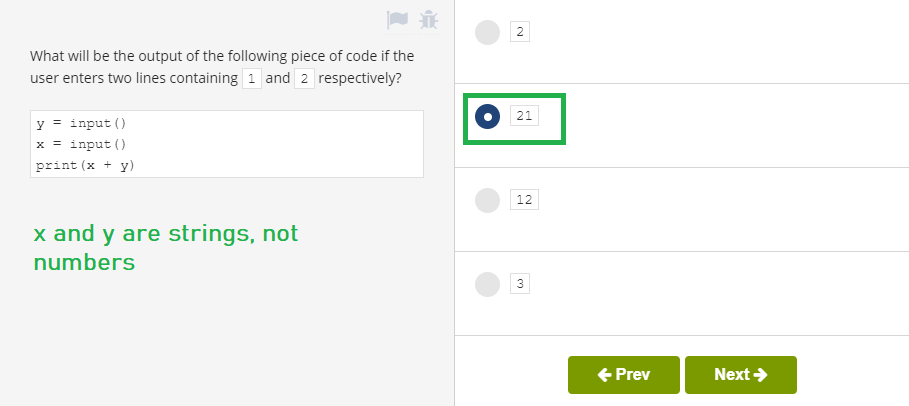 What will be the output of the following piece of code if the
user enters two lines containing 1 and 2 respectively?
y = input()
x = input()
print(x + y)
x and y are strings, not
numbers
2
21
12
3
Prev
Next